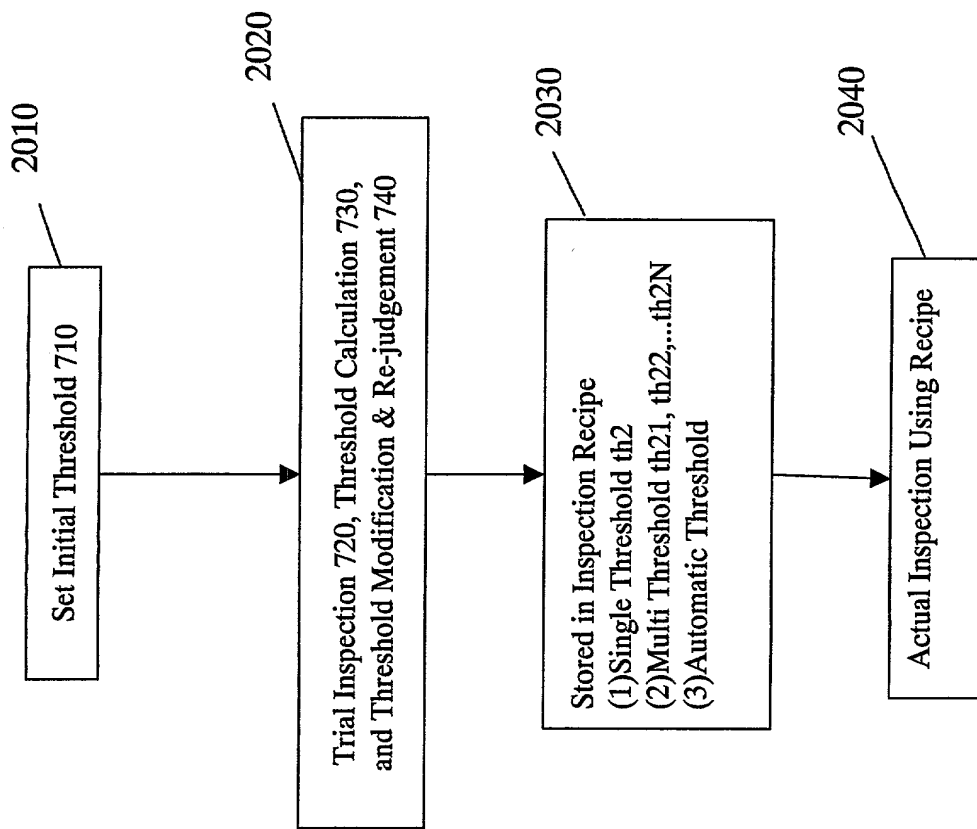 2010
Set Initial Threshold 710
2020
Trial Inspection 720, Threshold Calculation 730,
and Threshold Modification & Re-judgement 740
2030
Stored in Inspection Recipe
(1)Single Threshold th2
(2)Multi Threshold th21, th22,...th2N
(3)Automatic Threshold
2040
Actual Inspection Using Recipe